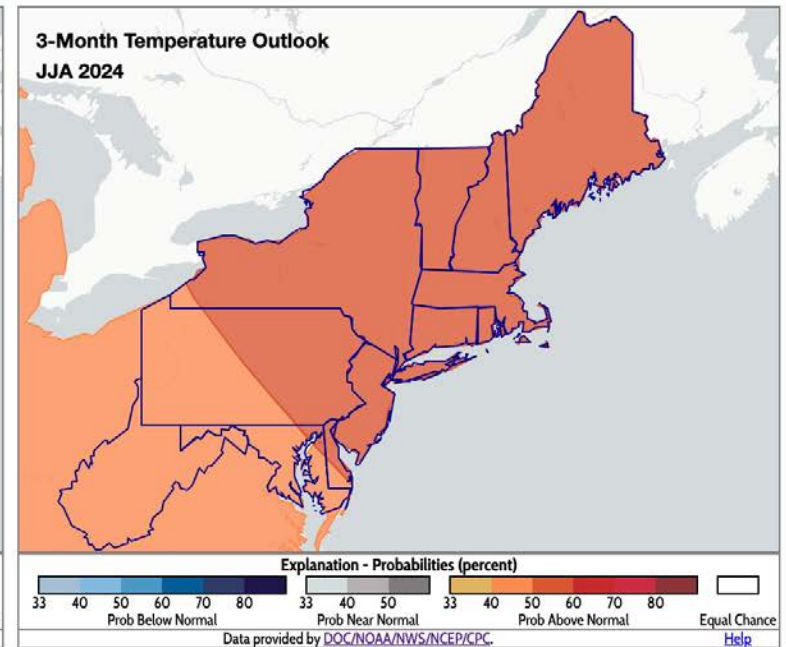 3-Month Temperature Outlook
JJA 2024
Explanation - Probabilities (percent)
33 40 50 60 70 80 33 40 50 33 40 50 60 70 80
Prob Below Normal Prob Near Normal Prob Above Normal Equal Chance
Data provided by DOC/NOAA/NWS/NCEP/CPC. Help